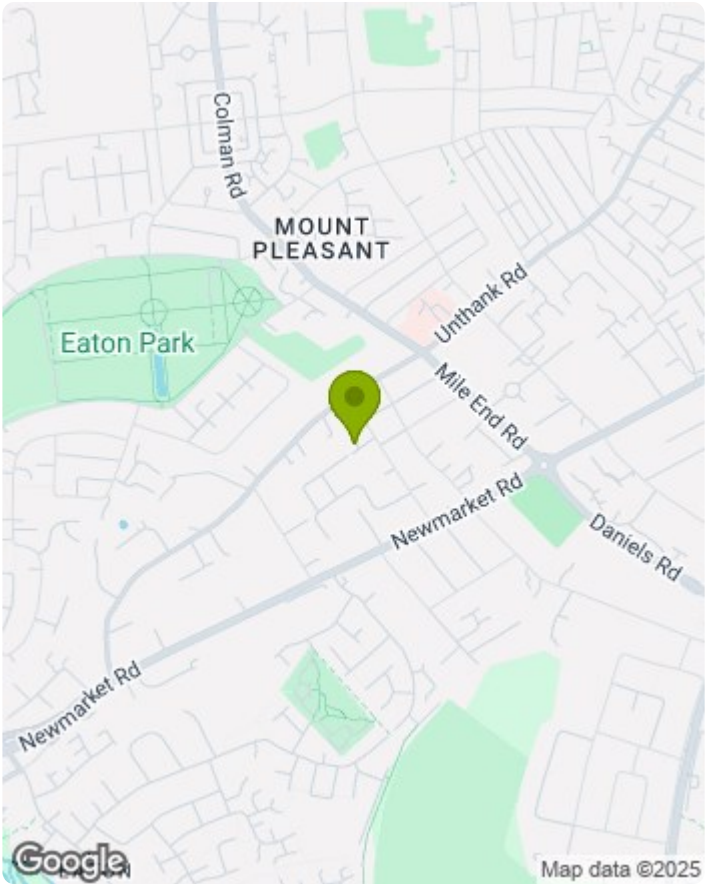 Colman Rd
MOUNT
PLEASANT
Unthank Rd
Eaton Park
Mile End Rd
Newmarket Rd
Daniels Rd
Newmarket Rd
Google
Map data ©2025